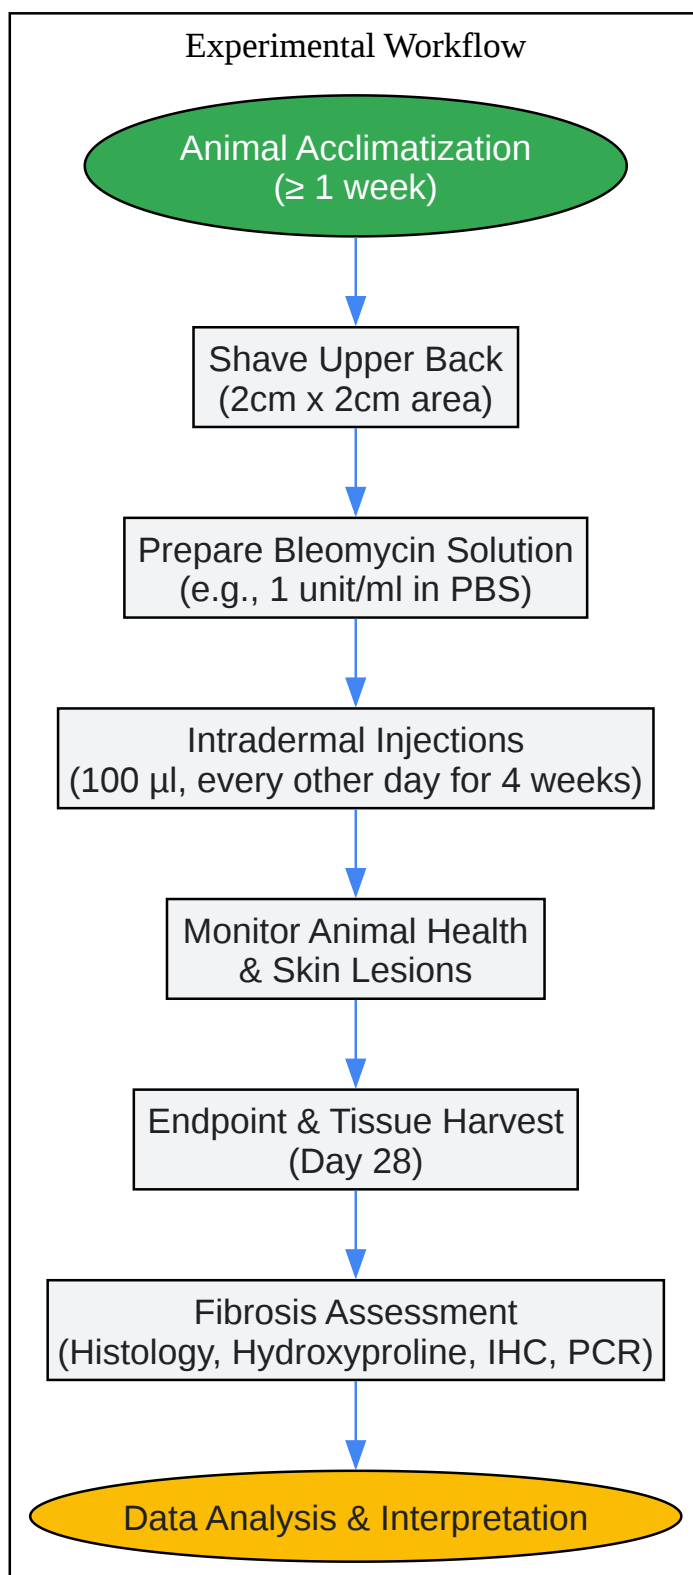 Experimental Workflow
Animal Acclimatization
(≥ 1 week)
Shave Upper Back
(2cm x 2cm area)
Prepare Bleomycin Solution
(e.g., 1 unit/ml in PBS)
Intradermal Injections
(100 µl, every other day for 4 weeks)
Monitor Animal Health
& Skin Lesions
Endpoint & Tissue Harvest
(Day 28)
Fibrosis Assessment
(Histology, Hydroxyproline, IHC, PCR)
Data Analysis & Interpretation